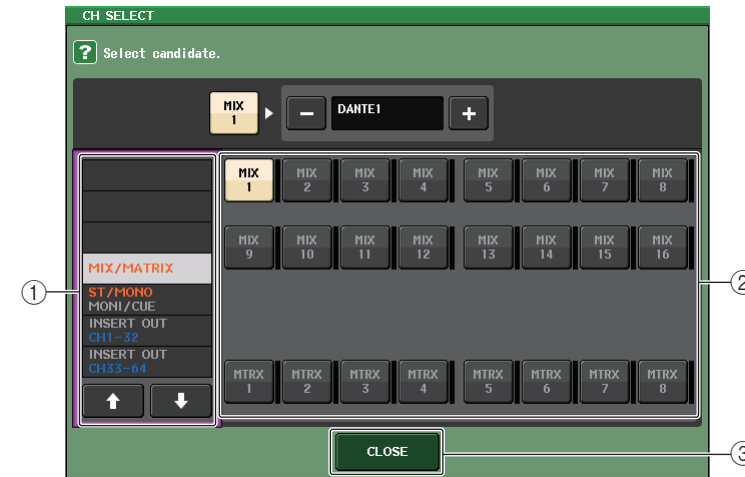 CH SELECT
? Select candidate.
MIX 1
−
DANTE1
+
MIX 1
MIX 2
MIX 3
MIX 4
MIX 5
MIX 6
MIX 7
MIX 8
MIX 9
MIX 10
MIX 11
MIX 12
MIX 13
MIX 14
MIX 15
MIX 16
MIX/MATRIX
①
②
ST/MONO
MONI/CUE
INSERT OUT
CH1-32
INSERT OUT
CH33-64
MTRX 1
MTRX 2
MTRX 3
MTRX 4
MTRX 5
MTRX 6
MTRX 7
MTRX 8
CLOSE
③